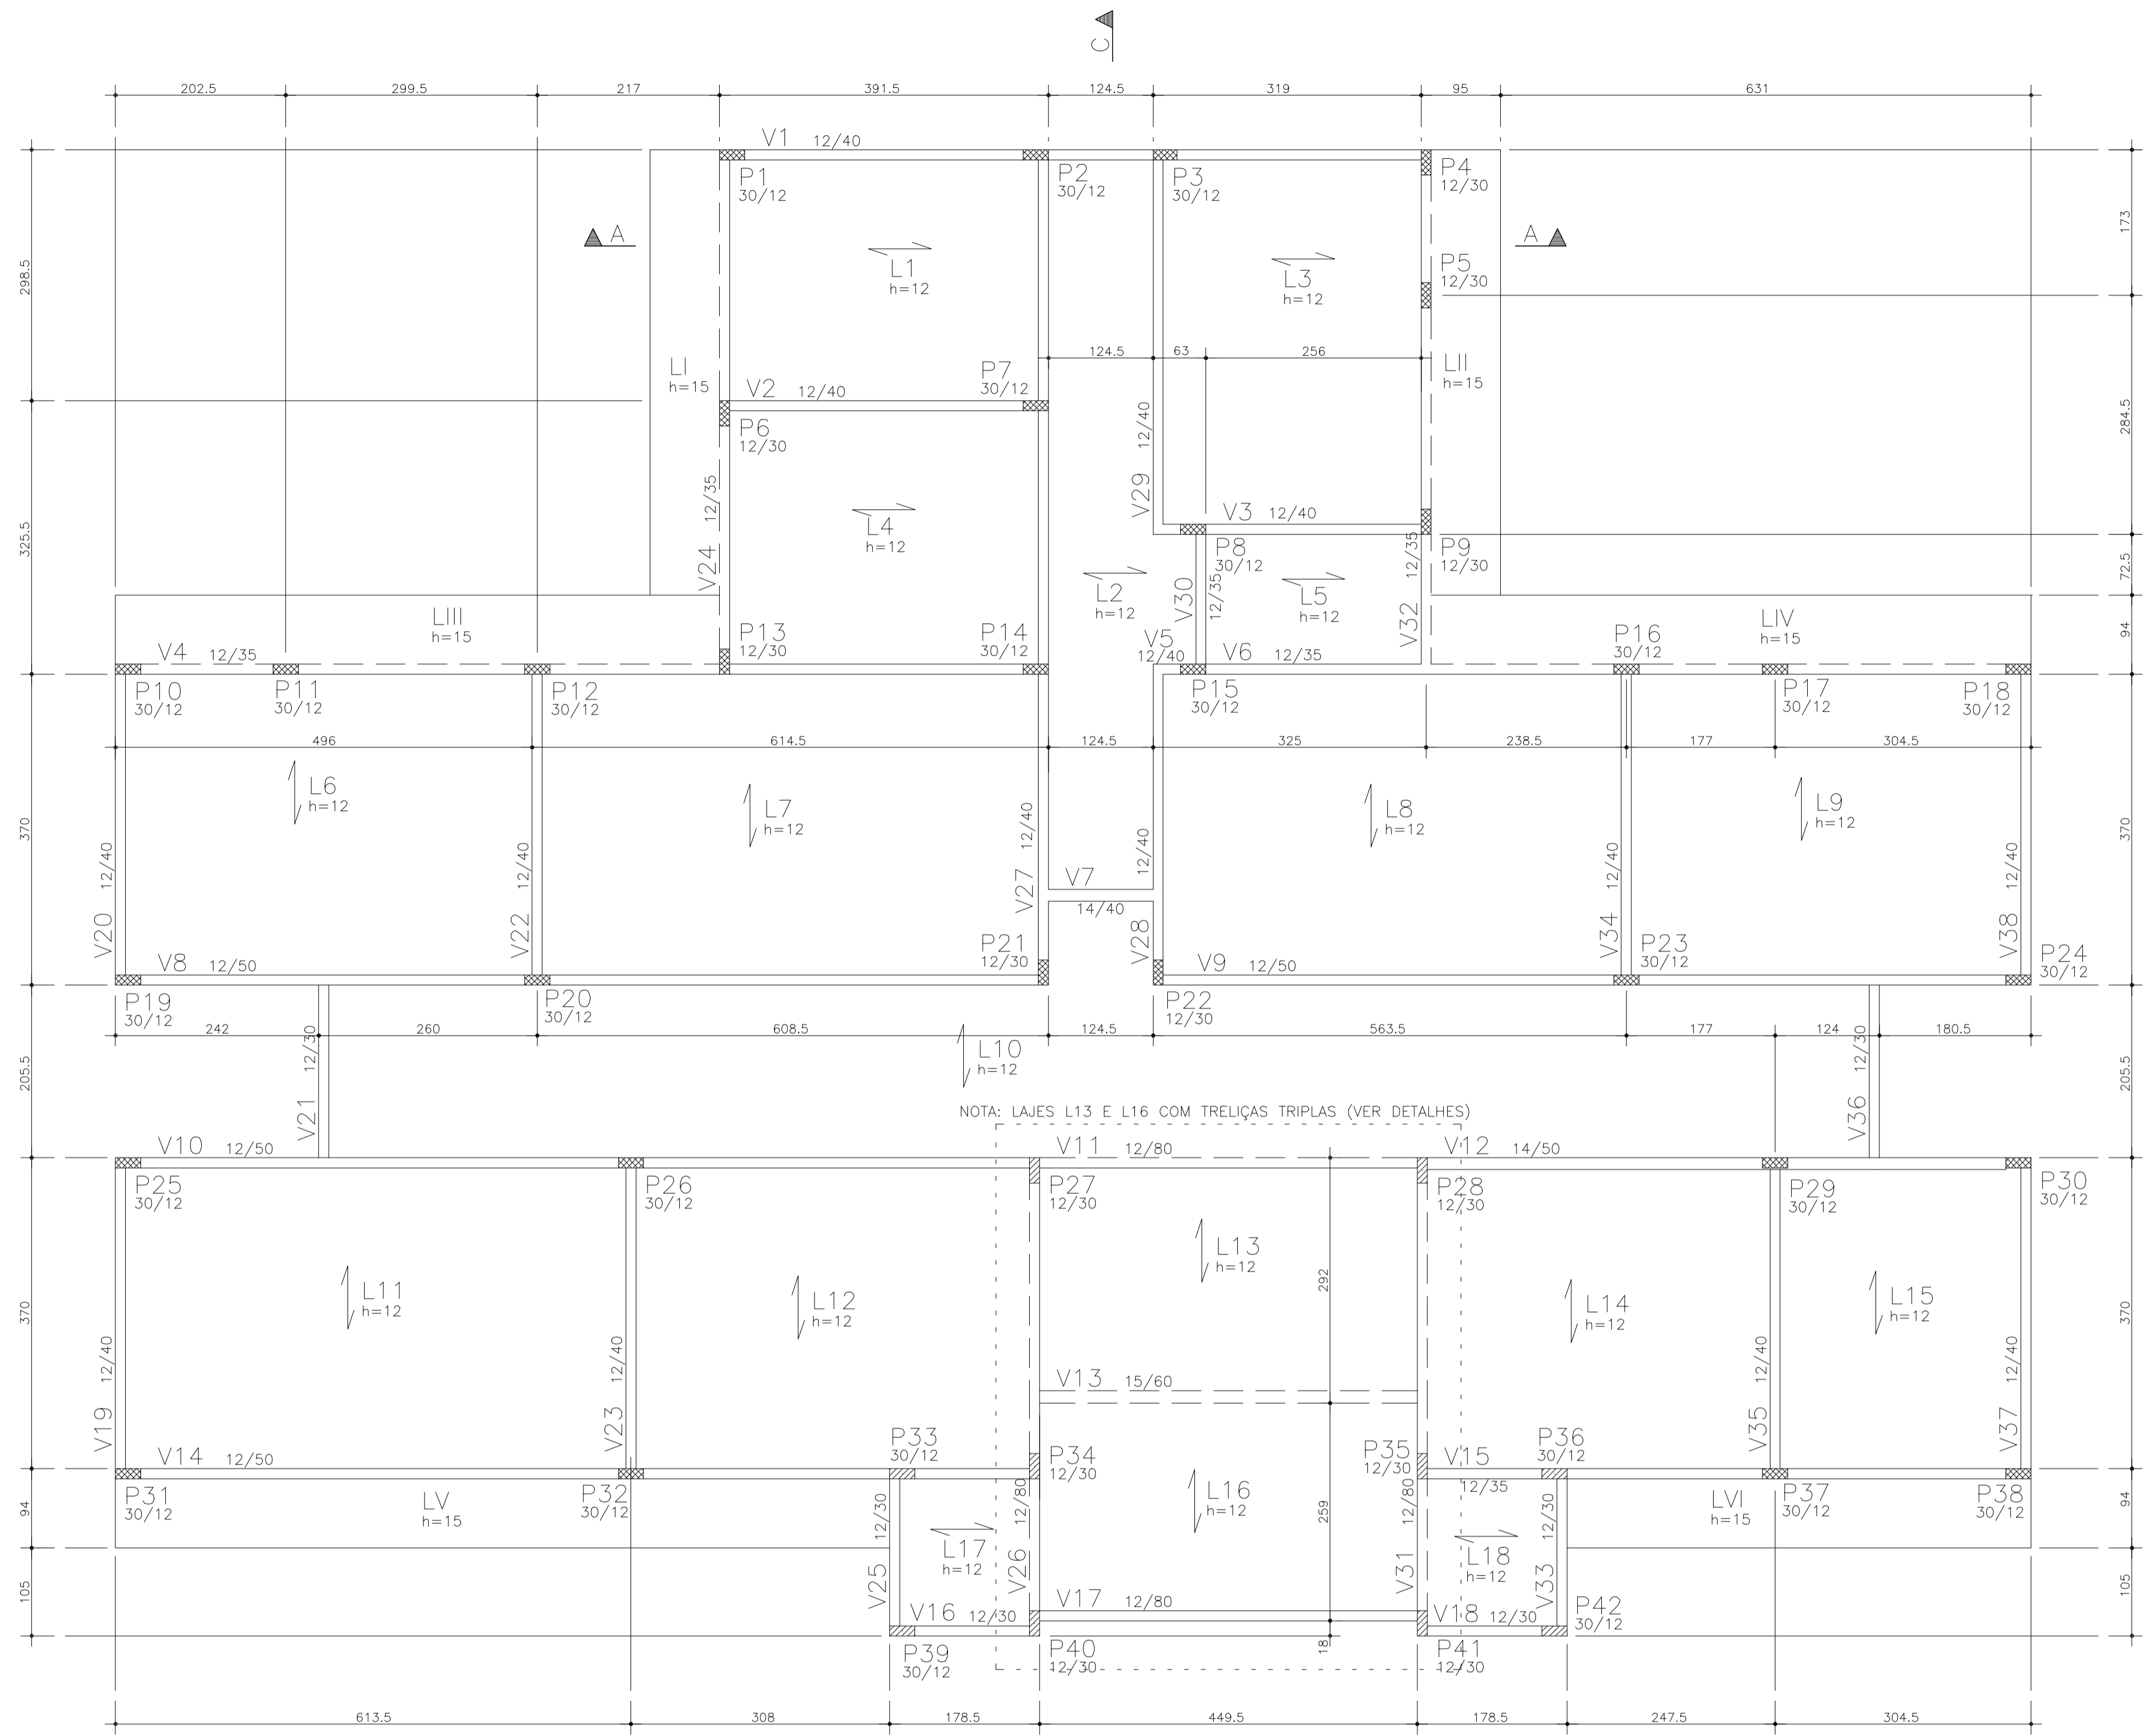 C
202.5 299.5 217 391.5 124.5 319 95 631
V1 12/40
P1
30/12
P2
30/12
P3
30/12
P4
12/30
173
A
A
298.5
L1
h=12
L3
h=12
P5
12/30
124.5 63 256
LI
h=15
LII
h=15
P7
30/12
V2 12/40
P6
12/30
284.5
V29 12/40
V24 12/35
L4
h=12
V3 12/40
325.5
P8
30/12
P9
12/30
72.5
L2
h=12
V30 12/35
L5
h=12
V32 12/35
LIII
h=15
LIV
h=15
94
P13
12/30
P14
30/12
V5
12/40
V6 12/35
P16
30/12
V4 12/35
P10
30/12
P11
30/12
P12
30/12
P15
30/12
P17
30/12
P18
30/12
496 614.5 124.5 325 238.5 177 304.5
370
L6
h=12
L7
h=12
L8
h=12
L9
h=12
370
V20 12/40
V22 12/40
V27 12/40
V28 12/40
V34 12/40
V38 12/40
V7
14/40
P21
12/30
P23
30/12
P24
30/12
V8 12/50
V9 12/50
P19
30/12
P20
30/12
P22
12/30
242 260 608.5 124.5 563.5 177 124 180.5
205.5
V21 12/30
L10
h=12
V36 12/30
205.5
NOTA: LAJES L13 E L16 COM TRELIÇAS TRIPLAS (VER DETALHES)
V10 12/50
V11 12/80
V12 14/50
P25
30/12
P26
30/12
P27
12/30
P28
12/30
P29
30/12
P30
30/12
L13
h=12
292
370
L11
h=12
L12
h=12
L14
h=12
L15
h=12
370
V19 12/40
V23 12/40
V13 15/60
V35 12/40
V37 12/40
P33
30/12
P34
12/30
P35
12/30
P36
30/12
V14 12/50
V15
12/35
P31
30/12
P32
30/12
P37
30/12
P38
30/12
94
LV
h=15
LVI
h=15
94
V25 12/30
L17
h=12
V26 12/80
L16
h=12
259
V31 12/80
L18
h=12
V33 12/30
105
105
V16 12/30
V17 12/80
V18 12/30
P39
30/12
P40
12/30
18
P41
12/30
P42
30/12
613.5 308 178.5 449.5 178.5 247.5 304.5